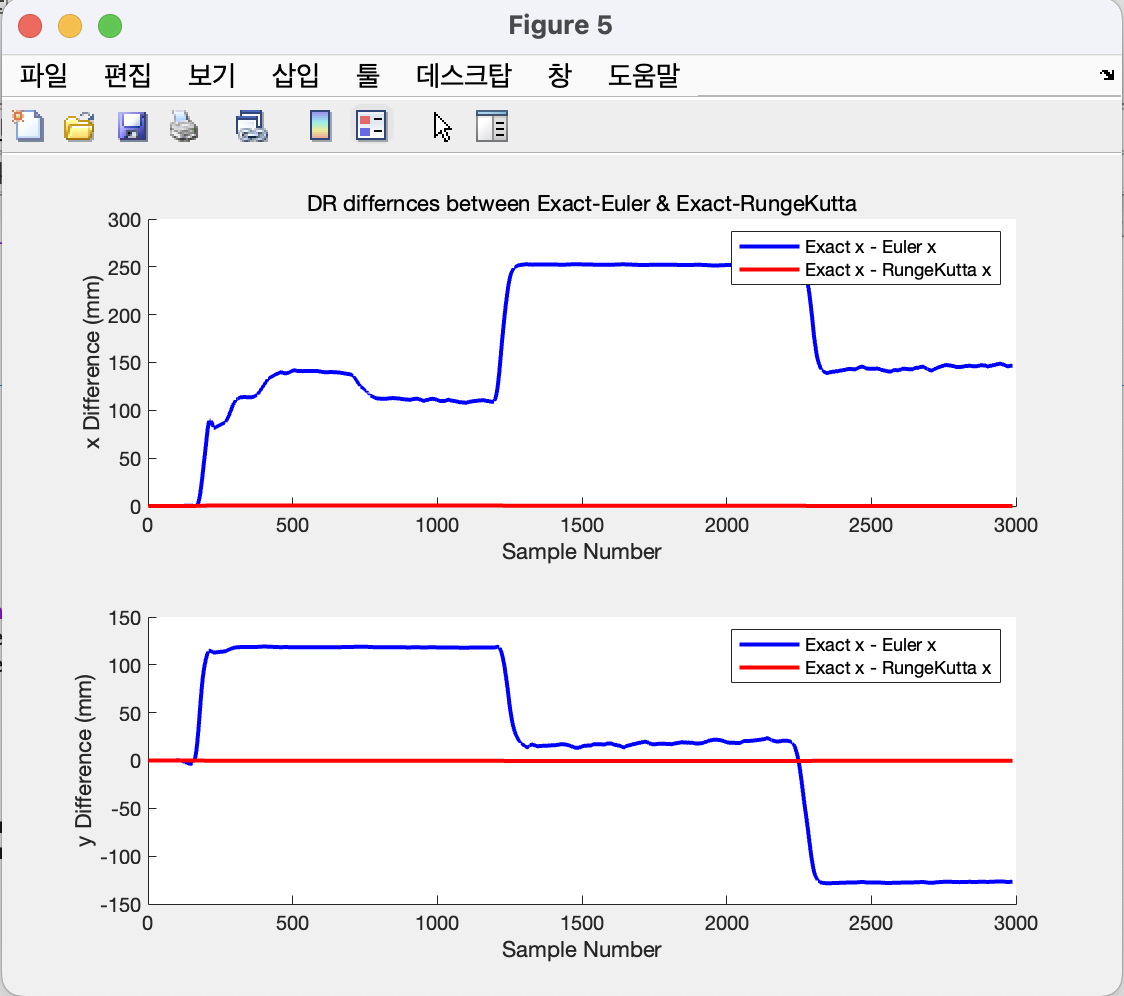 Figure 5
파일 편집 보기 삽입 툴 데스크탑 창 도움말
DR differnces between Exact-Euler & Exact-RungeKutta
300
250
200
150
100
50
0
x Difference (mm)
Exact x - Euler x
Exact x - RungeKutta x
0 500 1000 1500 2000 2500 3000
Sample Number
150
100
50
0
-50
-100
-150
y Difference (mm)
Exact x - Euler x
Exact x - RungeKutta x
0 500 1000 1500 2000 2500 3000
Sample Number